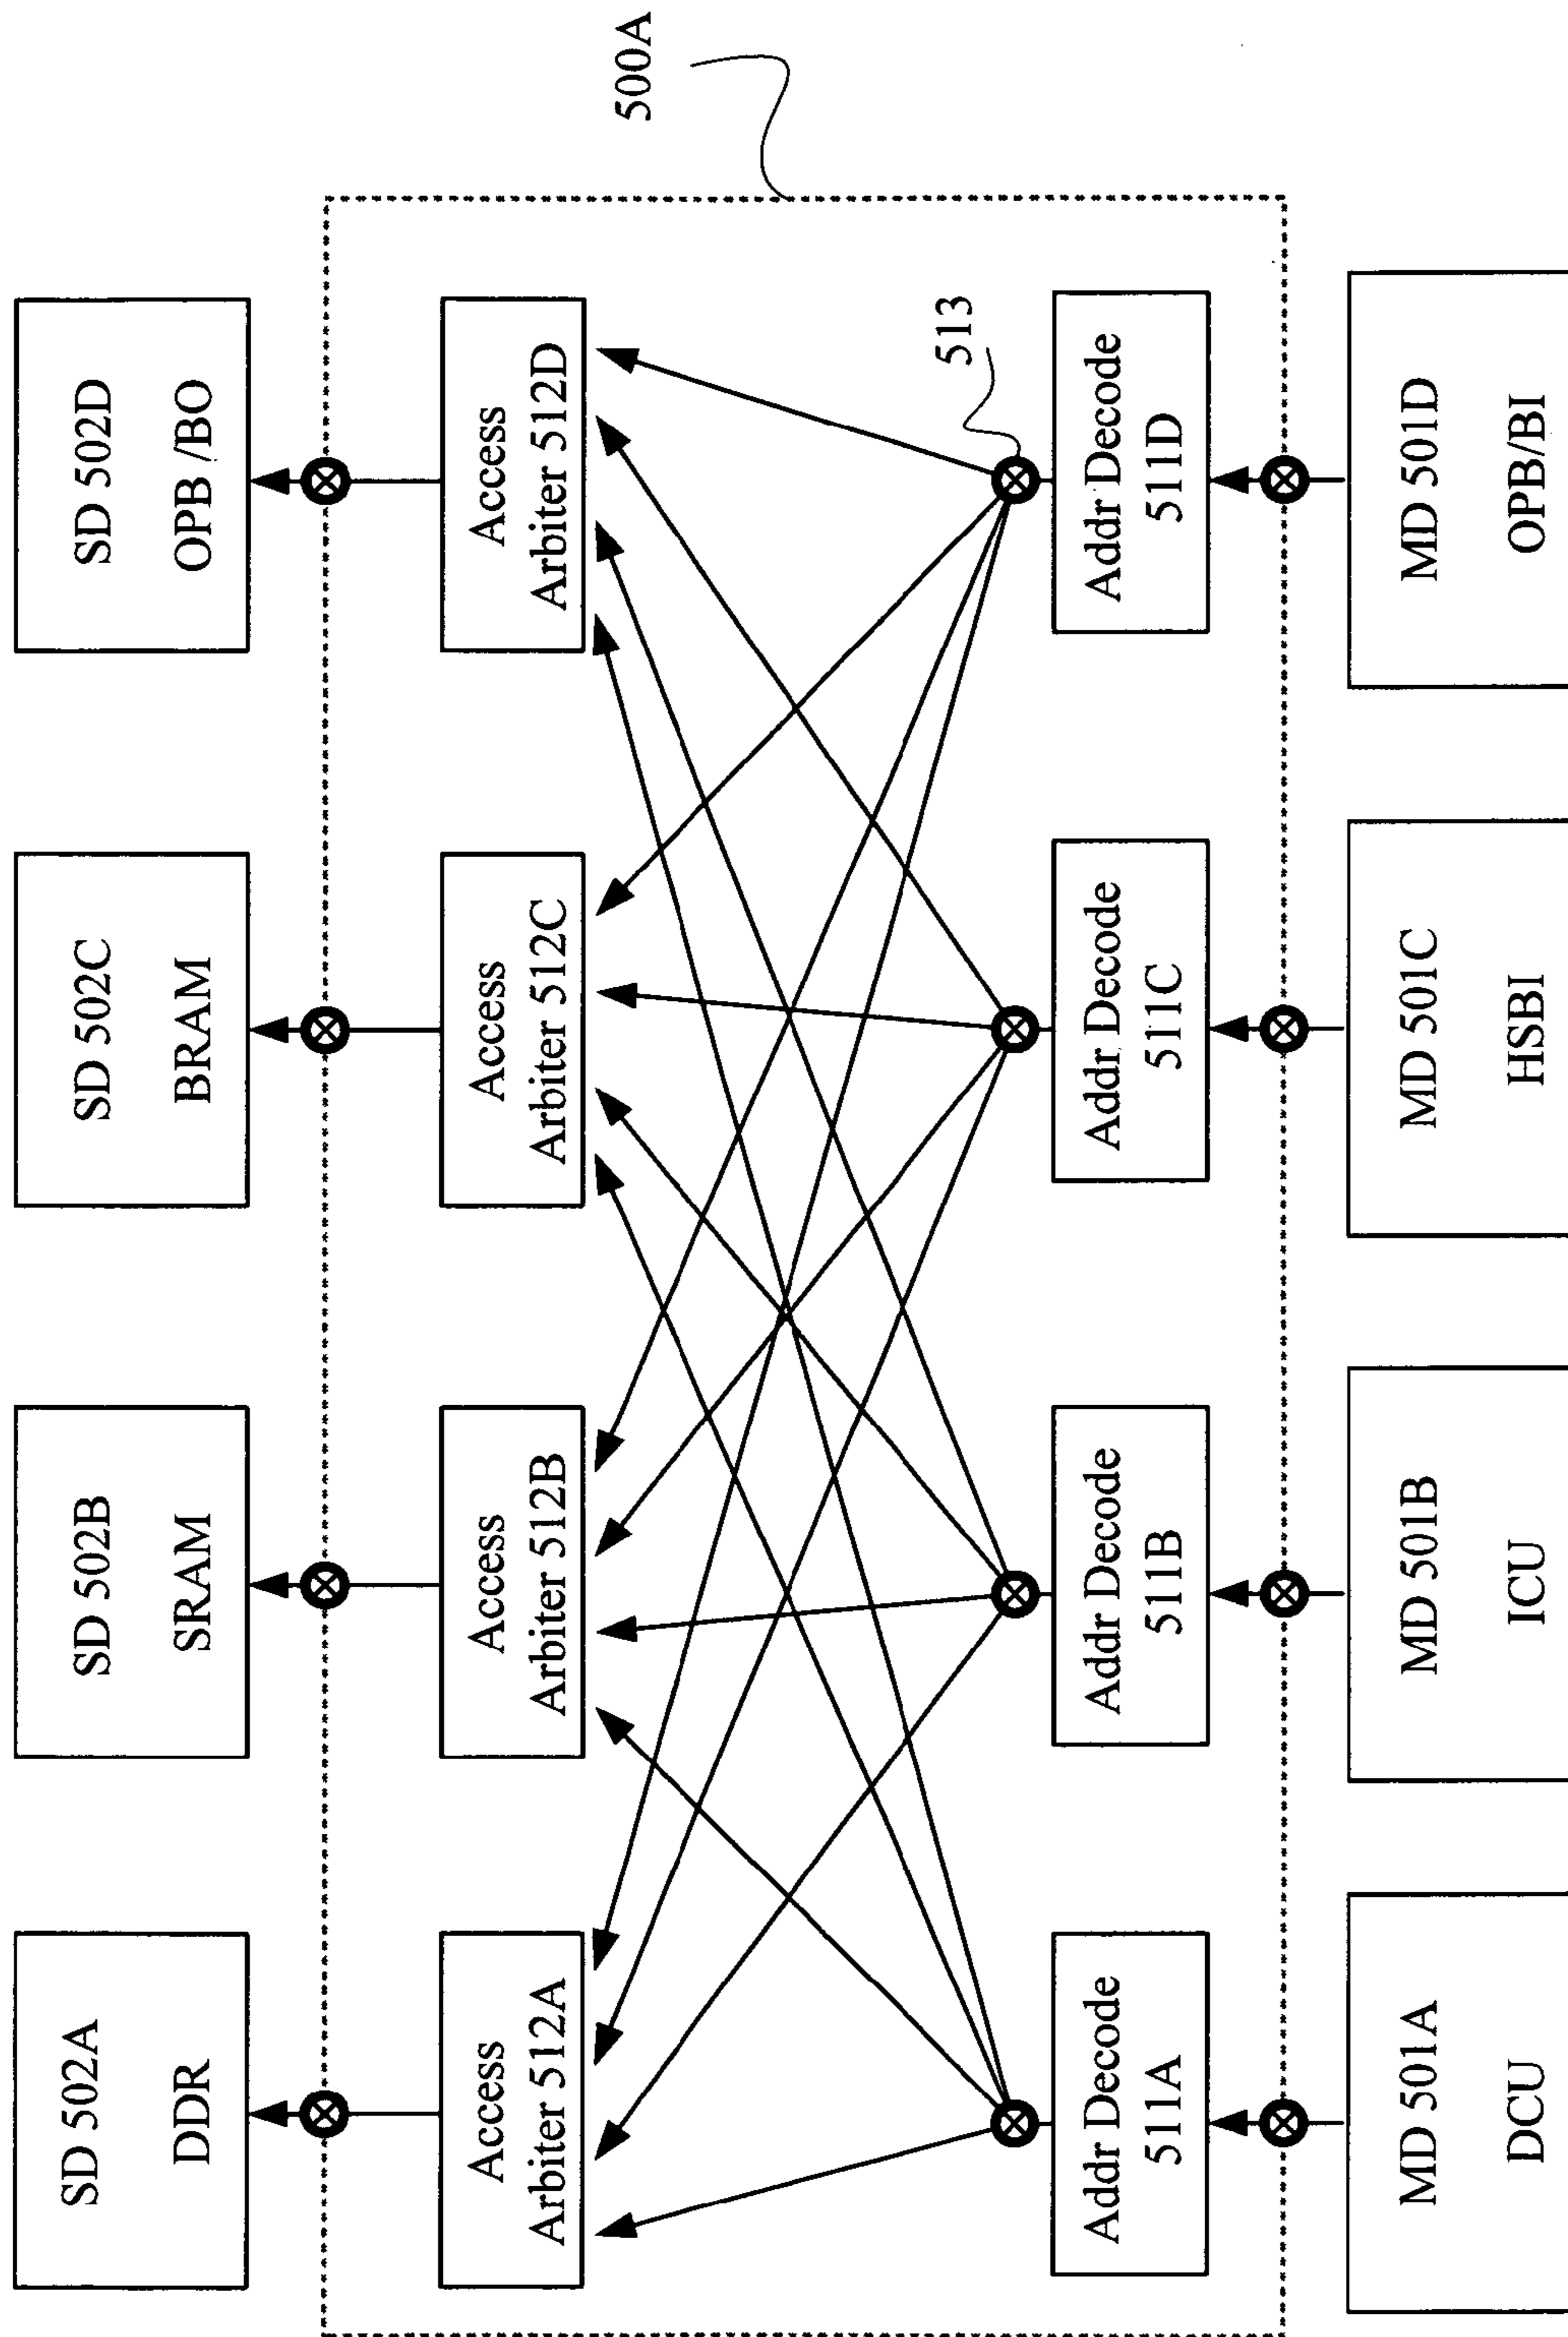 SD 502A
DDR
SD 502B
SRAM
SD 502C
BRAM
SD 502D
OPB /BO
500A
Access
Arbiter 512A
Access
Arbiter 512B
Access
Arbiter 512C
Access
Arbiter 512D
513
Addr Decode
511A
Addr Decode
511B
Addr Decode
511C
Addr Decode
511D
MD 501A
DCU
MD 501B
ICU
MD 501C
HSBI
MD 501D
OPB/BI